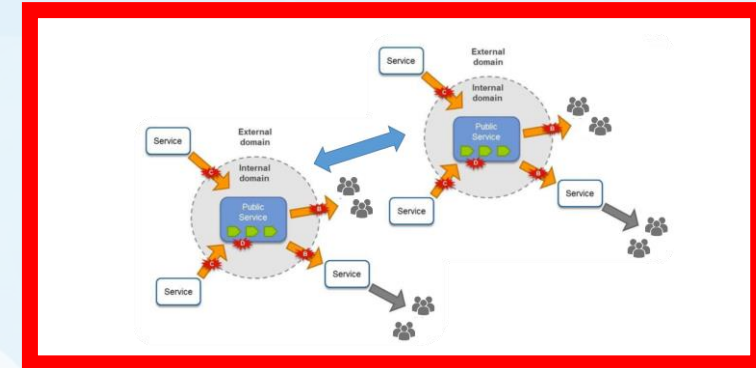 Service
External
domain
Internal
domain
C
Public
Service
B
D
C
B
Service
Service
Service
External
domain
Internal
domain
C
Public
Service
B
D
C
B
Service
Service